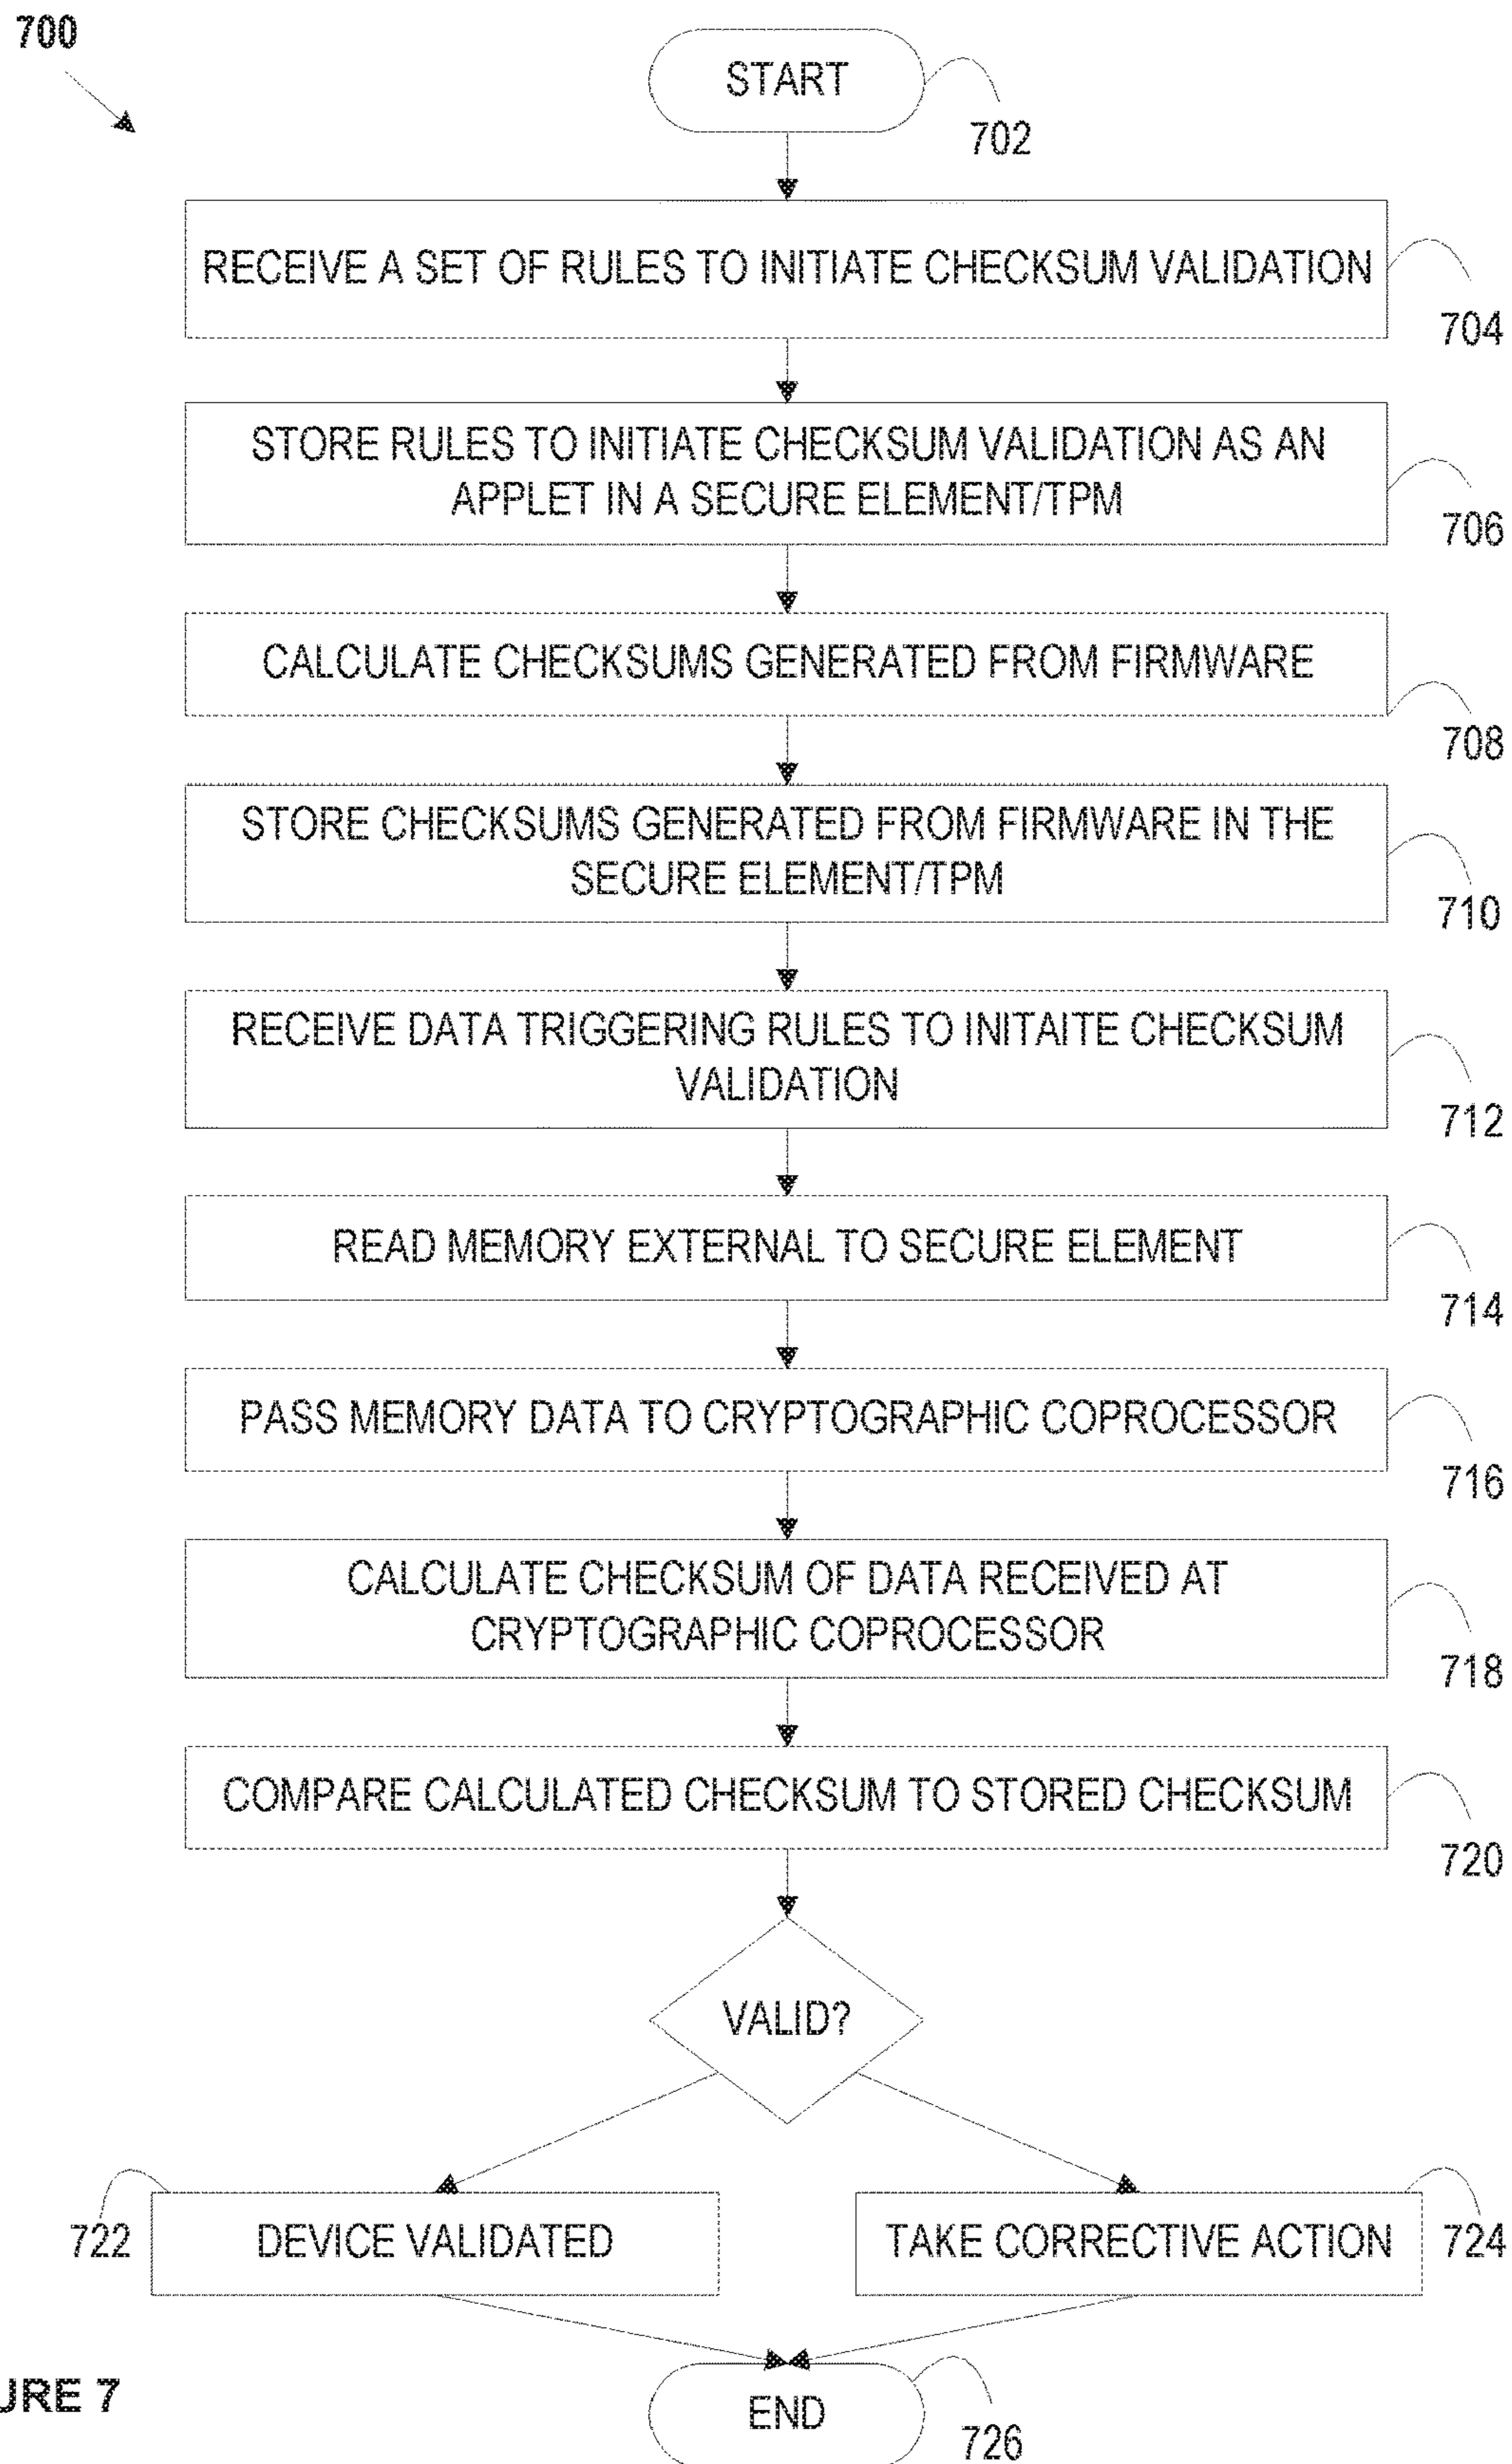 700
START
702
RECEIVE A SET OF RULES TO INITIATE CHECKSUM VALIDATION
704
STORE RULES TO INITIATE CHECKSUM VALIDATION AS AN
APPLET IN A SECURE ELEMENT/TPM
706
CALCULATE CHECKSUMS GENERATED FROM FIRMWARE
708
STORE CHECKSUMS GENERATED FROM FIRMWARE IN THE
SECURE ELEMENT/TPM
710
RECEIVE DATA TRIGGERING RULES TO INITAITE CHECKSUM
VALIDATION
712
READ MEMORY EXTERNAL TO SECURE ELEMENT
714
PASS MEMORY DATA TO CRYPTOGRAPHIC COPROCESSOR
716
CALCULATE CHECKSUM OF DATA RECEIVED AT
CRYPTOGRAPHIC COPROCESSOR
718
COMPARE CALCULATED CHECKSUM TO STORED CHECKSUM
720
VALID?
722
DEVICE VALIDATED
TAKE CORRECTIVE ACTION
724
URE 7
END
726